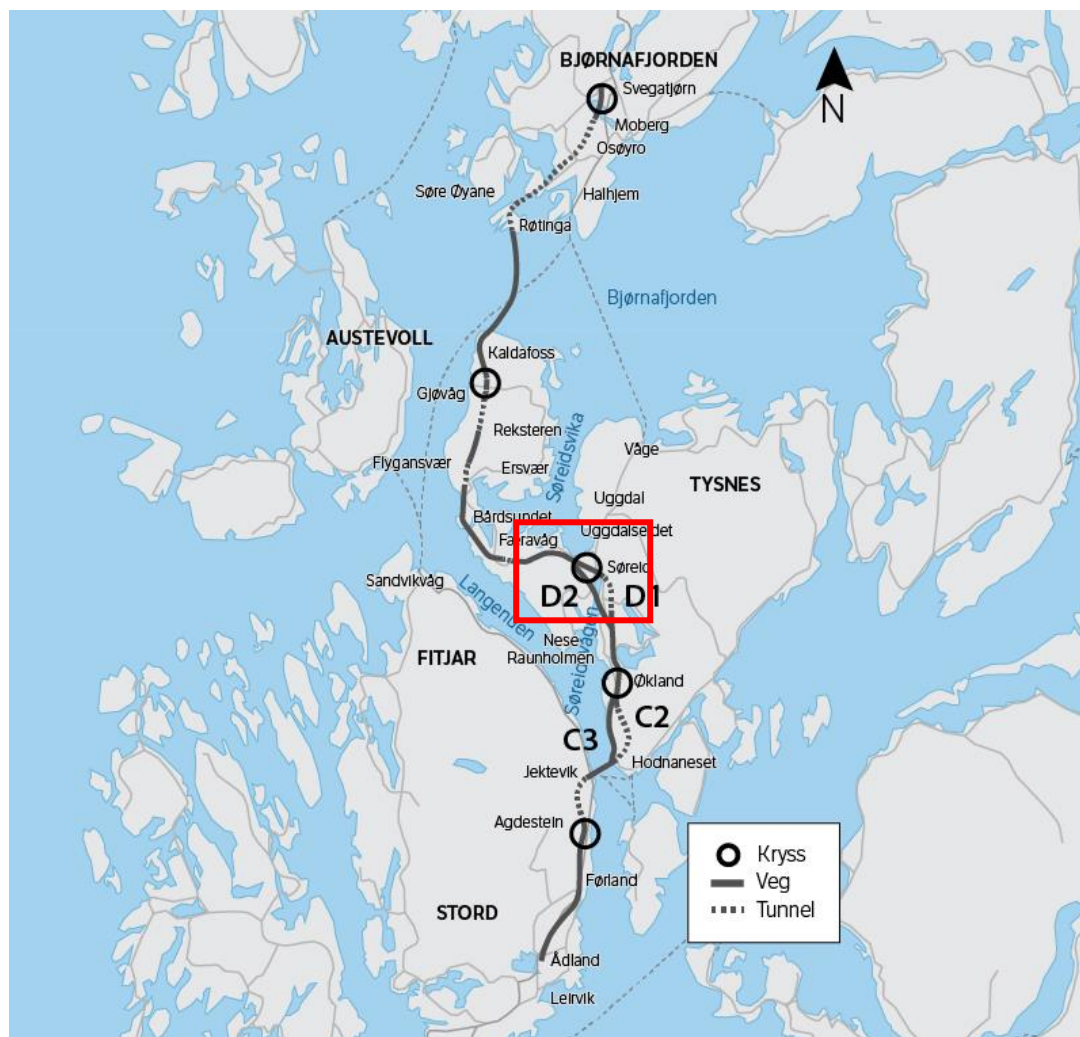 BJØRNAFJORDEN
Svegatjørn
N
Moberg
Osøyro
Søre Øyane
Halhjem
Røtinga
Bjørnafjorden
AUSTEVOLL
Kaldafoss
Gjøvåg
Reksteren
Søreidsvika
Våge
Flygansvær
Ersvær
TYSNES
Uggdal
Bårdsundet
Uggdalseidet
Færavåg
Søreid
Sandvikvåg
Langenuen
D2
D1
Nese
FITJAR
Raunholmen
Søreidsvågen
Økland
C2
C3
Hodnaneset
Jektevik
Agdestein
Kryss
Førland
Veg
Tunnel
STORD
Ådland
Leirvik